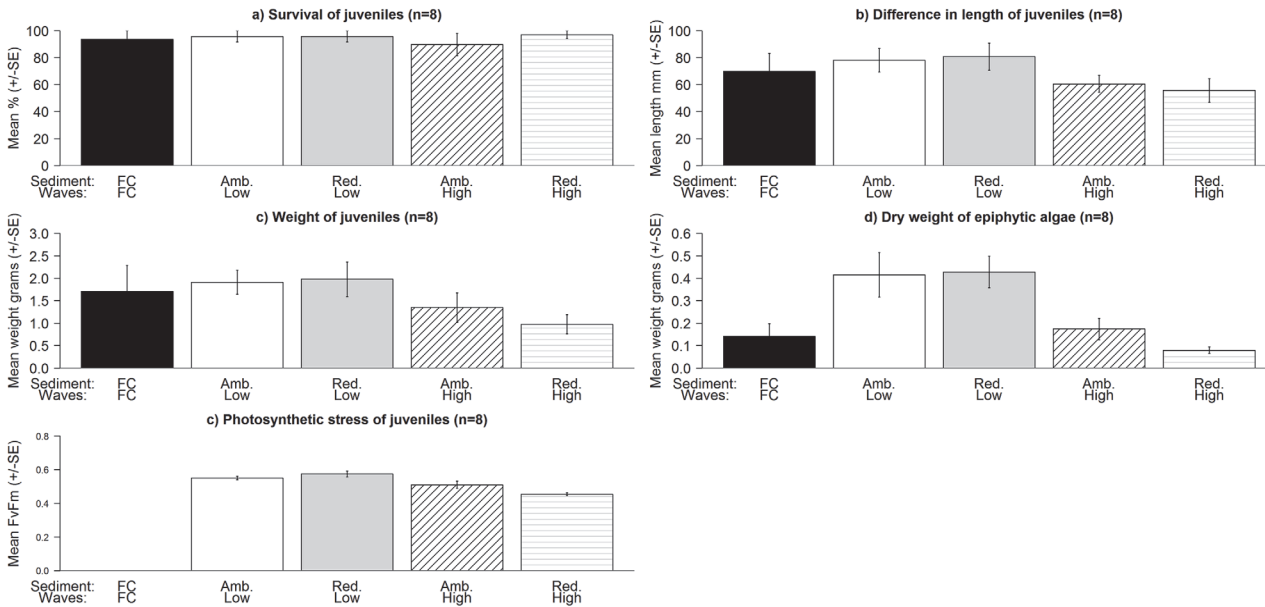 a) Survival of juveniles (n=8)
Mean % (+/-SE)
100
80
60
40
20
0
Sediment: FC Amb. Red. Amb. Red.
Waves: FC Low Low High High
b) Difference in length of juveniles (n=8)
Mean length mm (+/-SE)
100
80
60
40
20
0
Sediment: FC Amb. Red. Amb. Red.
Waves: FC Low Low High High
c) Weight of juveniles (n=8)
Mean weight grams (+/-SE)
3.0
2.5
2.0
1.5
1.0
0.5
0.0
Sediment: FC Amb. Red. Amb. Red.
Waves: FC Low Low High High
d) Dry weight of epiphytic algae (n=8)
Mean weight grams (+/-SE)
0.6
0.5
0.4
0.3
0.2
0.1
0.0
Sediment: FC Amb. Red. Amb. Red.
Waves: FC Low Low High High
c) Photosynthetic stress of juveniles (n=8)
Mean FvFm (+/-SE)
0.8
0.6
0.4
0.2
0.0
Sediment: FC Amb. Red. Amb. Red.
Waves: FC Low Low High High